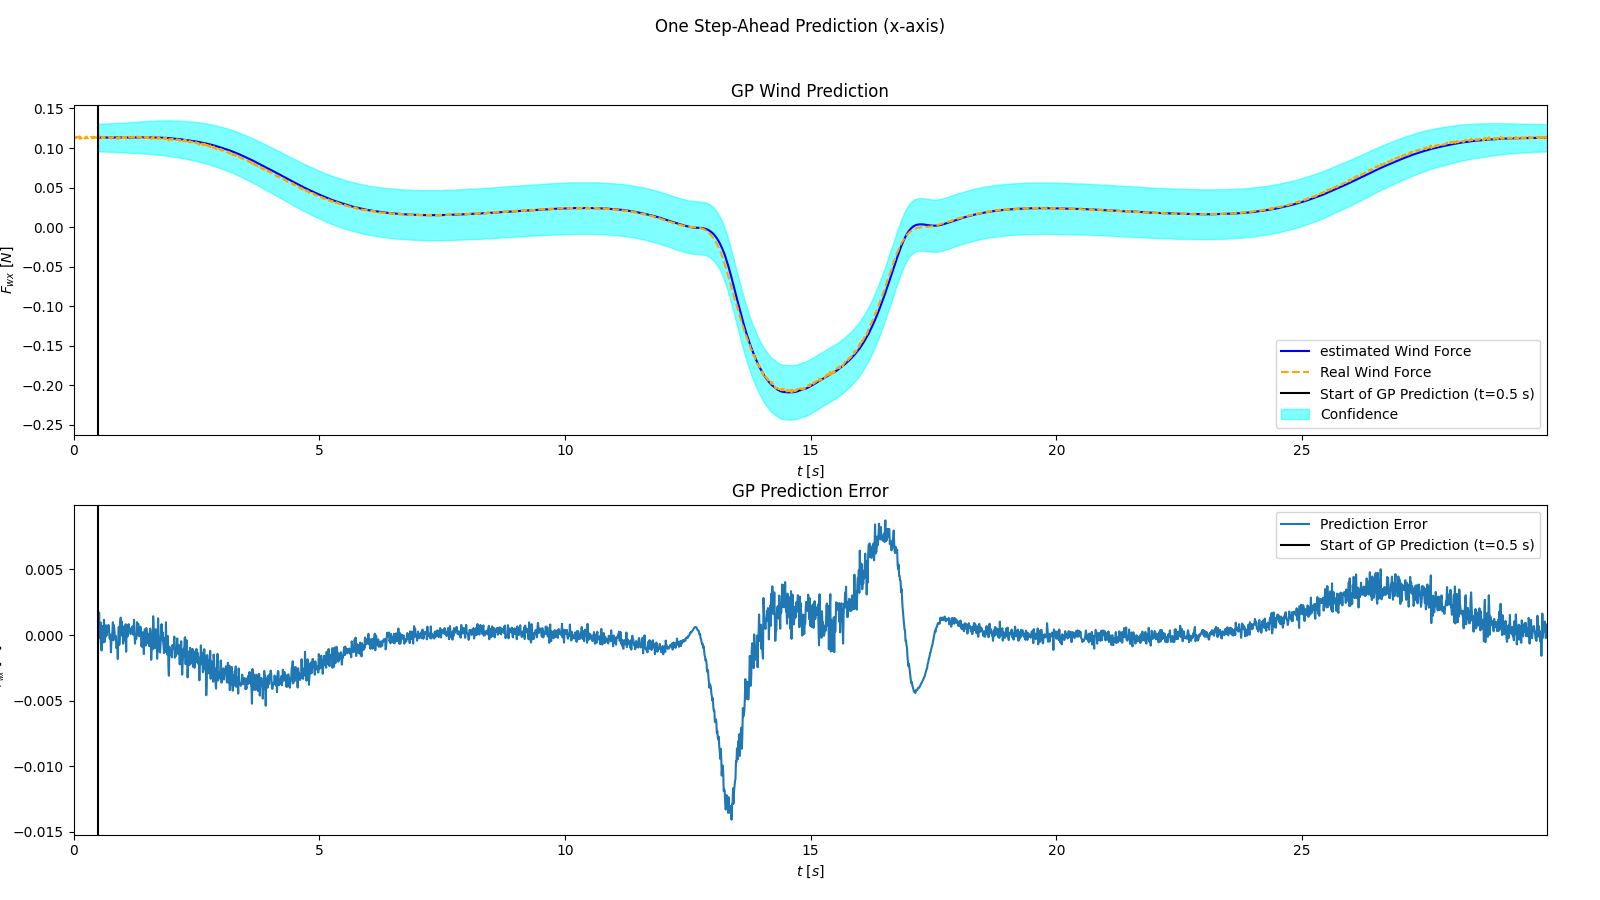 One Step-Ahead Prediction (x-axis)
GP Wind Prediction
0.15
0.10
0.05
0.00
−0.05
−0.10
−0.15
−0.20
−0.25
F_wx [N]
0
5
10
15
20
25
t [s]
estimated Wind Force
Real Wind Force
Start of GP Prediction (t=0.5 s)
Confidence
GP Prediction Error
0.005
0.000
−0.005
−0.010
−0.015
0
5
10
15
20
25
t [s]
Prediction Error
Start of GP Prediction (t=0.5 s)